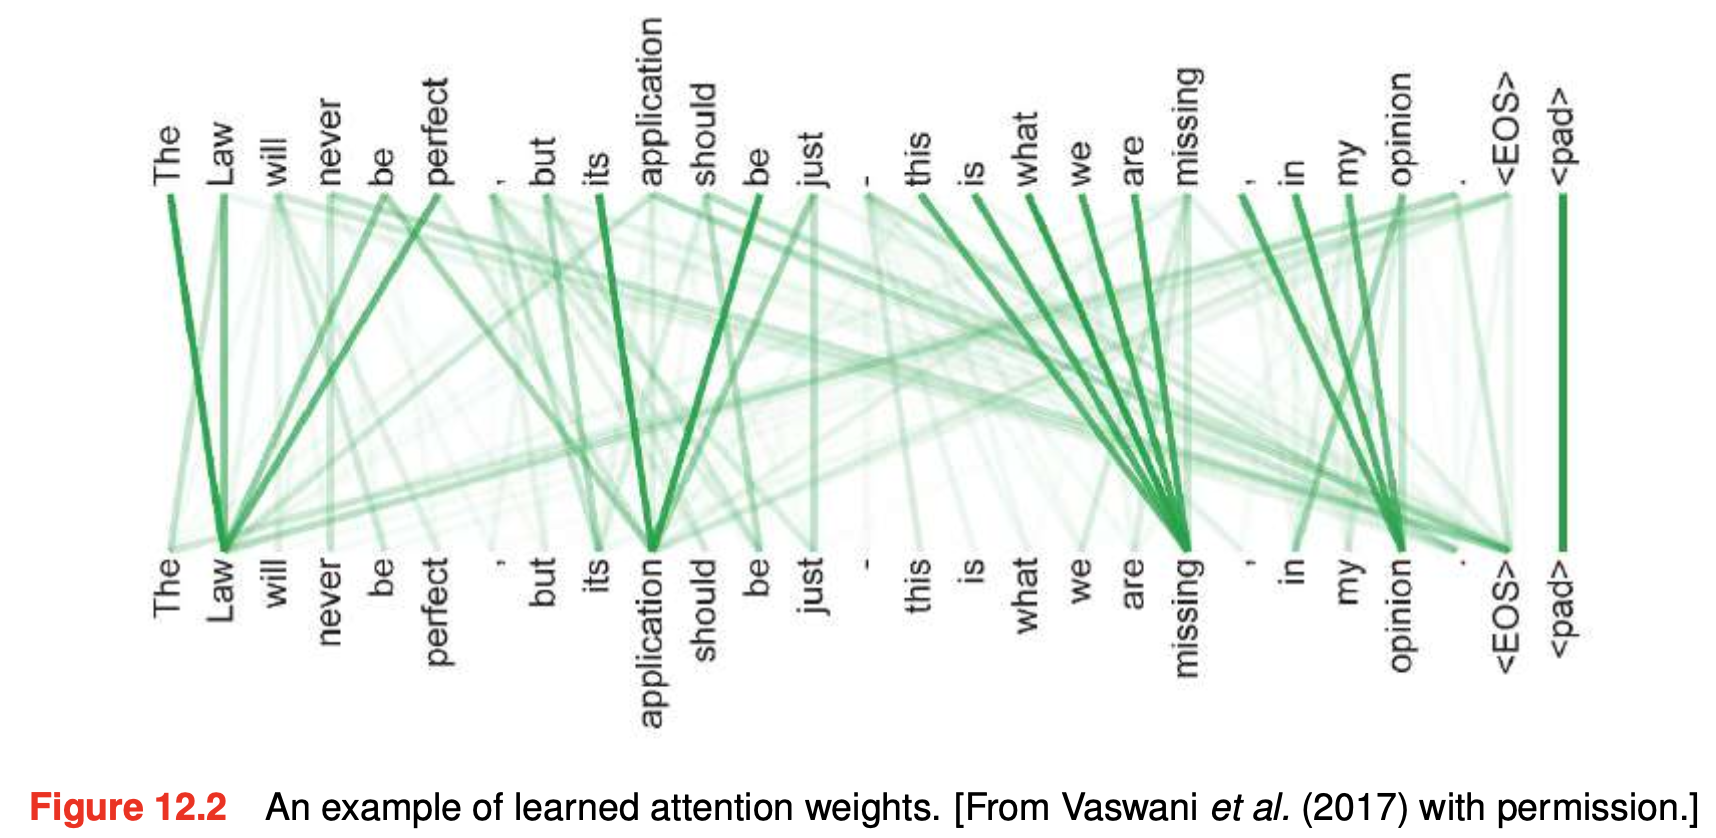 The Law will never be perfect , but its application should be just - this is what we are missing , in my opinion . <EOS> <pad>
The Law will never be perfect , but its application should be just - this is what we are missing , in my opinion . <EOS> <pad>
Figure 12.2 An example of learned attention weights. [From Vaswani et al. (2017) with permission.]